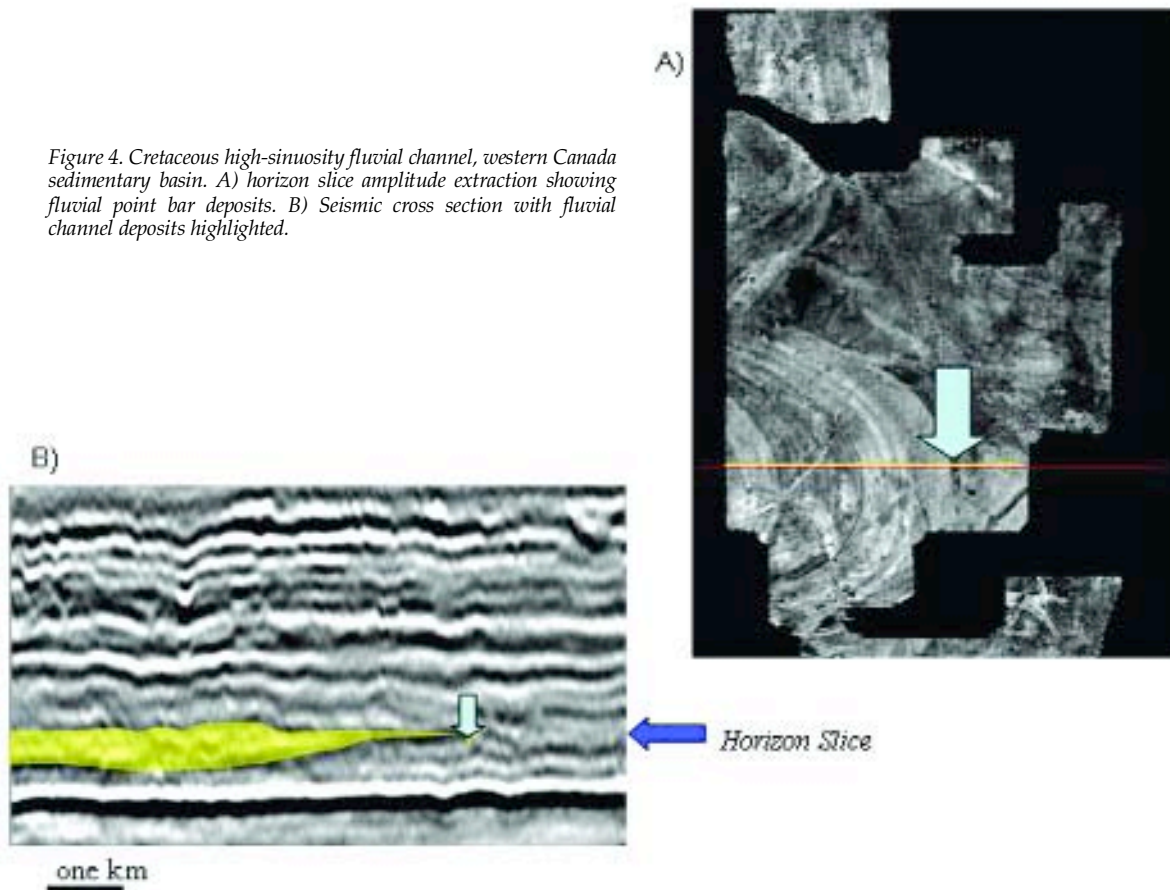 A)
Figure 4. Cretaceous high-sinuosity fluvial channel, western Canada
sedimentary basin. A) horizon slice amplitude extraction showing
fluvial point bar deposits. B) Seismic cross section with fluvial
channel deposits highlighted.
B)
Horizon Slice
one km